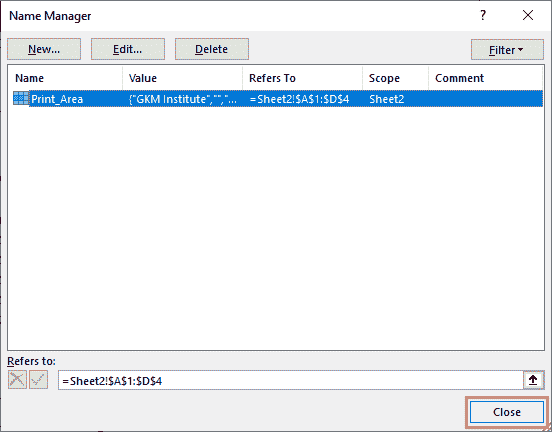 Name Manager
? ×
New... Edit... Delete Filter
Name Value Refers To Scope Comment
Print_Area {"GKM Institute","","... =Sheet2!$A$1:$D$4 Sheet2
Refers to:
=Sheet2!$A$1:$D$4
Close